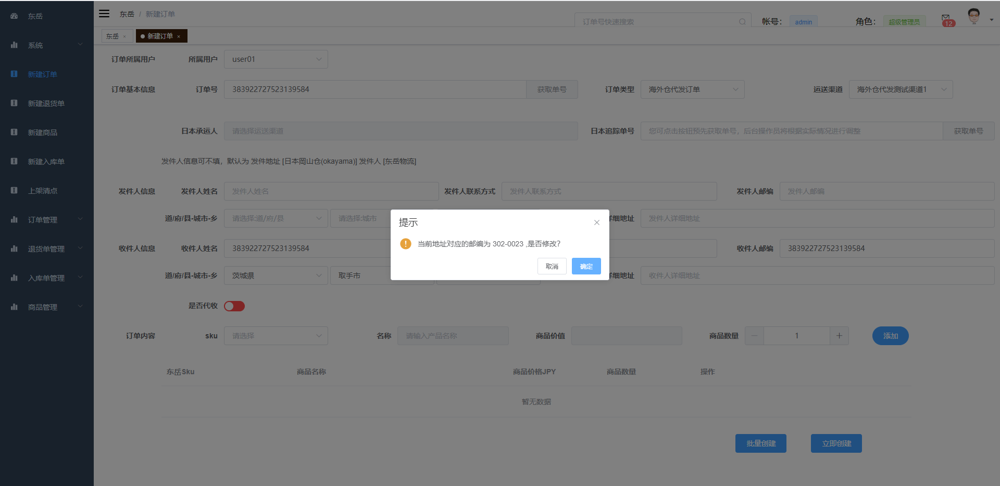 东岳
系统
新建订单
新建退货单
新建商品
新建入库单
上架清点
订单管理
退货单管理
入库单管理
商品管理
东岳 / 新建订单
订单号快速搜索
帐号： admin
角色： 超级管理员
12
东岳 ×
新建订单 ×
订单所属用户 所属用户 user01
订单基本信息 订单号 383922727523139584 获取单号 订单类型 海外仓代发订单 运送渠道 海外仓代发测试渠道1
日本承运人 请选择运送渠道 日本追踪单号 您可点击按钮预先获取单号，后台操作员将根据实际情况进行调整 获取单号
发件人信息可不填，默认为 发件地址 [日本岡山仓(okayama)] 发件人 [东岳物流]
发件人信息 发件人姓名 发件人姓名 发件人联系方式 发件人联系方式 发件人邮编 发件人邮编
道/府/县-城市-乡 请选择:道/府/县 请选择:城市 详细地址 发件人详细地址
收件人信息 收件人姓名 383922727523139584 收件人邮编 383922727523139584
道/府/县-城市-乡 茨城県 取手市 详细地址 收件人详细地址
提示
当前地址对应的邮编为 302-0023 ,是否修改?
取消 确定
是否代收
订单内容 sku 请选择 名称 请输入产品名称 商品价值 商品数量 1 添加
东岳Sku 商品名称 商品价格JPY 商品数量 操作
暂无数据
批量创建 立即创建